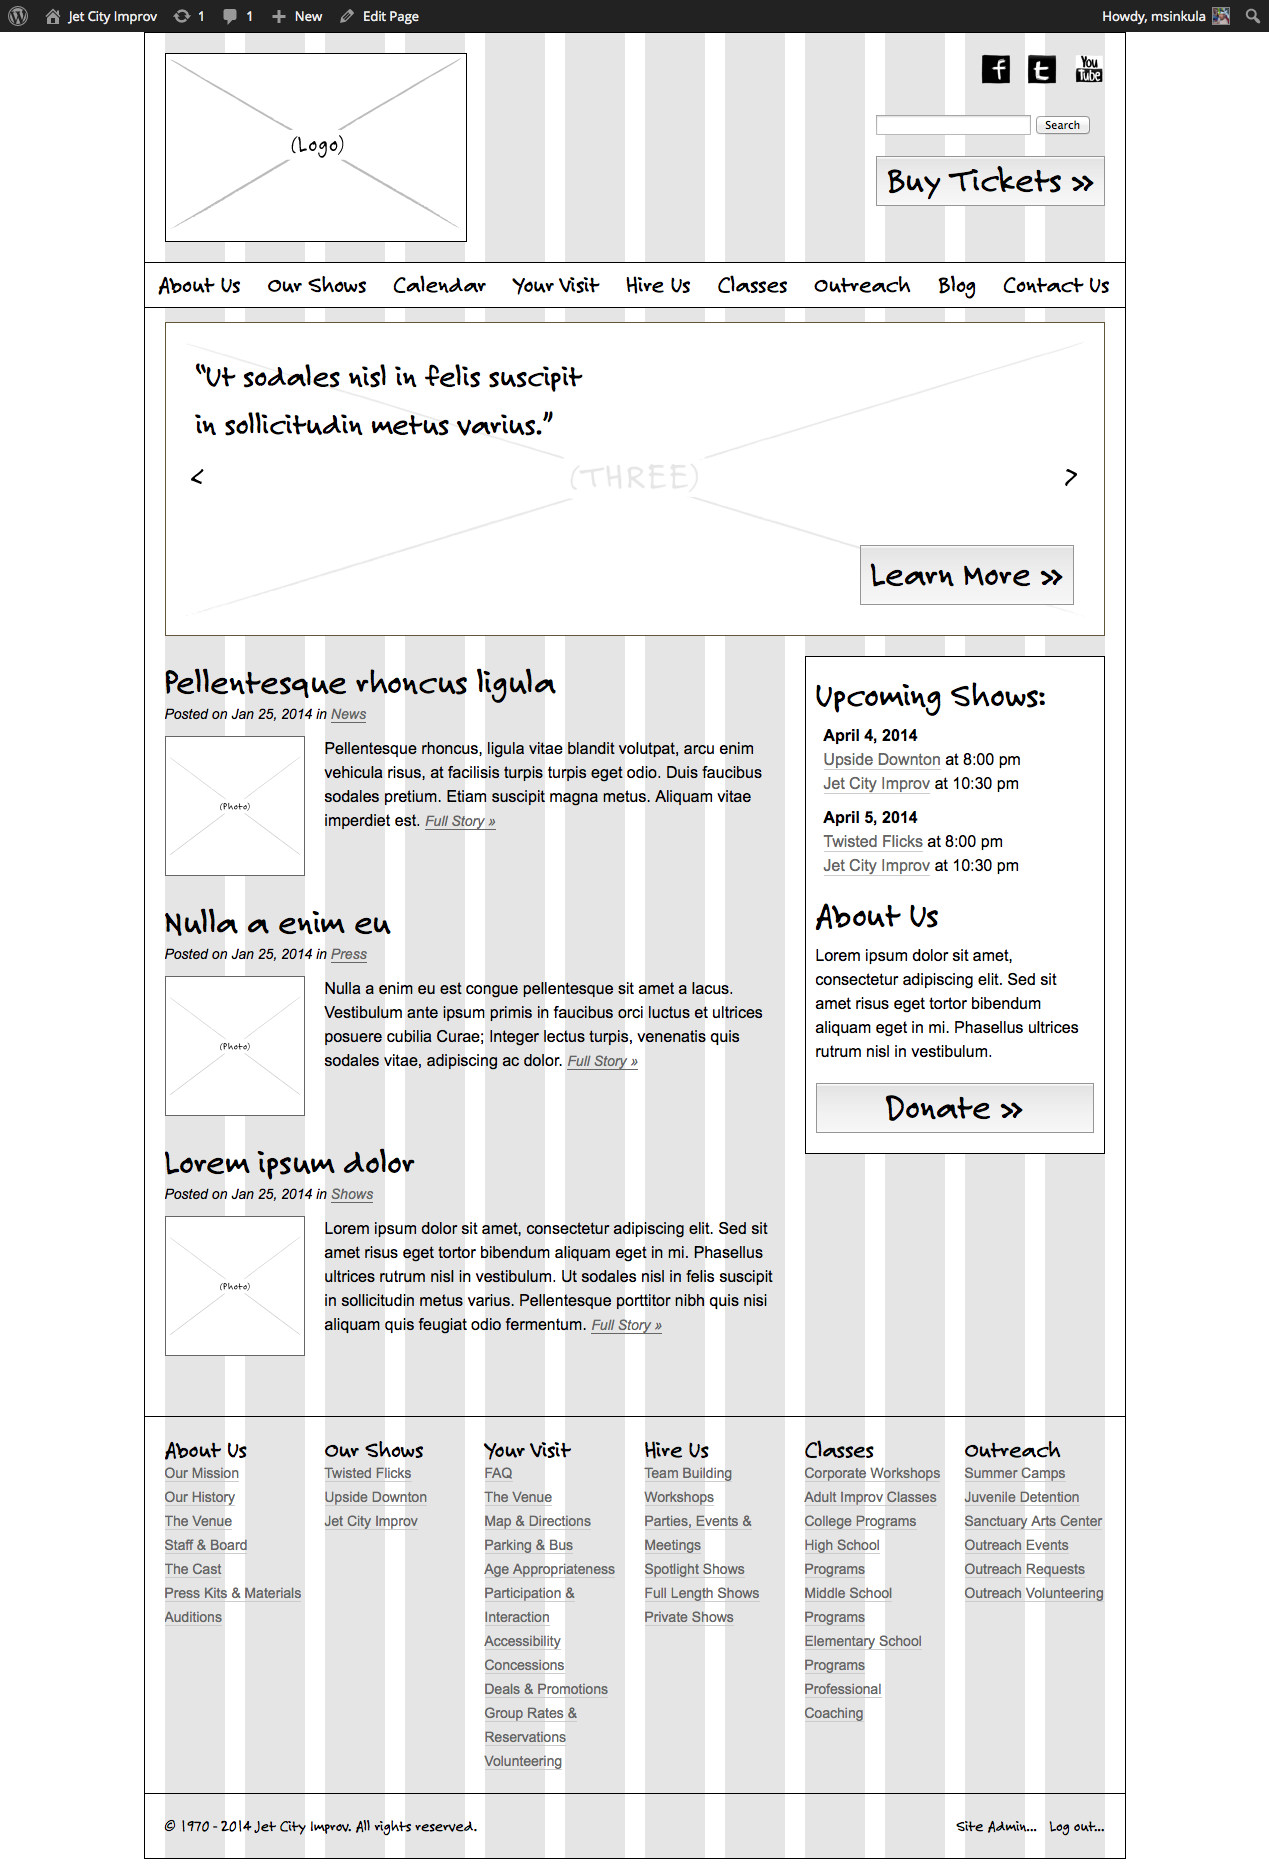 Jet City Improv 1 1 New Edit Page Howdy, msinkula
(Logo)
f t You Tube
Search
Buy Tickets »
About Us Our Shows Calendar Your Visit Hire Us Classes Outreach Blog Contact Us
“Ut sodales nisl in felis suscipit
in sollicitudin metus varius.”
< (THREE) >
Learn More »
Pellentesque rhoncus ligula
Posted on Jan 25, 2014 in News
(Photo)
Pellentesque rhoncus, ligula vitae blandit volutpat, arcu enim
vehicula risus, at facilisis turpis turpis eget odio. Duis faucibus
sodales pretium. Etiam suscipit magna metus. Aliquam vitae
imperdiet est. Full Story »
Nulla a enim eu
Posted on Jan 25, 2014 in Press
(Photo)
Nulla a enim eu est congue pellentesque sit amet a lacus.
Vestibulum ante ipsum primis in faucibus orci luctus et ultrices
posuere cubilia Curae; Integer lectus turpis, venenatis quis
sodales vitae, adipiscing ac dolor. Full Story »
Lorem ipsum dolor
Posted on Jan 25, 2014 in Shows
(Photo)
Lorem ipsum dolor sit amet, consectetur adipiscing elit. Sed sit
amet risus eget tortor bibendum aliquam eget in mi. Phasellus
ultrices rutrum nisl in vestibulum. Ut sodales nisl in felis suscipit
in sollicitudin metus varius. Pellentesque porttitor nibh quis nisi
aliquam quis feugiat odio fermentum. Full Story »
Upcoming Shows:
April 4, 2014
Upside Downton at 8:00 pm
Jet City Improv at 10:30 pm
April 5, 2014
Twisted Flicks at 8:00 pm
Jet City Improv at 10:30 pm
About Us
Lorem ipsum dolor sit amet,
consectetur adipiscing elit. Sed sit
amet risus eget tortor bibendum
aliquam eget in mi. Phasellus ultrices
rutrum nisl in vestibulum.
Donate »
About Us
Our Mission
Our History
The Venue
Staff & Board
The Cast
Press Kits & Materials
Auditions
Our Shows
Twisted Flicks
Upside Downton
Jet City Improv
Your Visit
FAQ
The Venue
Map & Directions
Parking & Bus
Age Appropriateness
Participation &
Interaction
Accessibility
Concessions
Deals & Promotions
Group Rates &
Reservations
Volunteering
Hire Us
Team Building
Workshops
Parties, Events &
Meetings
Spotlight Shows
Full Length Shows
Private Shows
Classes
Corporate Workshops
Adult Improv Classes
College Programs
High School
Programs
Middle School
Programs
Elementary School
Programs
Professional
Coaching
Outreach
Summer Camps
Juvenile Detention
Sanctuary Arts Center
Outreach Events
Outreach Requests
Outreach Volunteering
© 1970 - 2014 Jet City Improv. All rights reserved.
Site Admin... Log out...